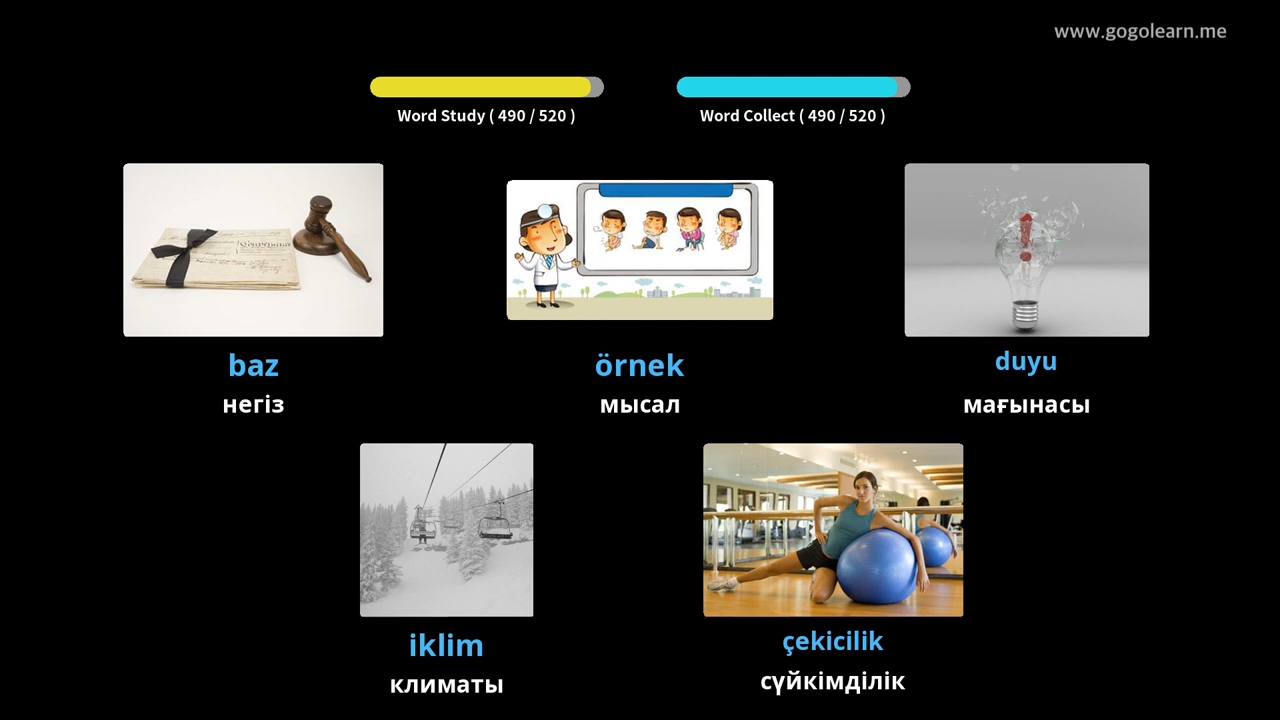 www.gogolearn.me
Word Study ( 490 / 520 )
Word Collect ( 490 / 520 )
baz
негіз
örnek
мысал
duyu
мағынасы
iklim
климаты
çekicilik
сүйкімділік